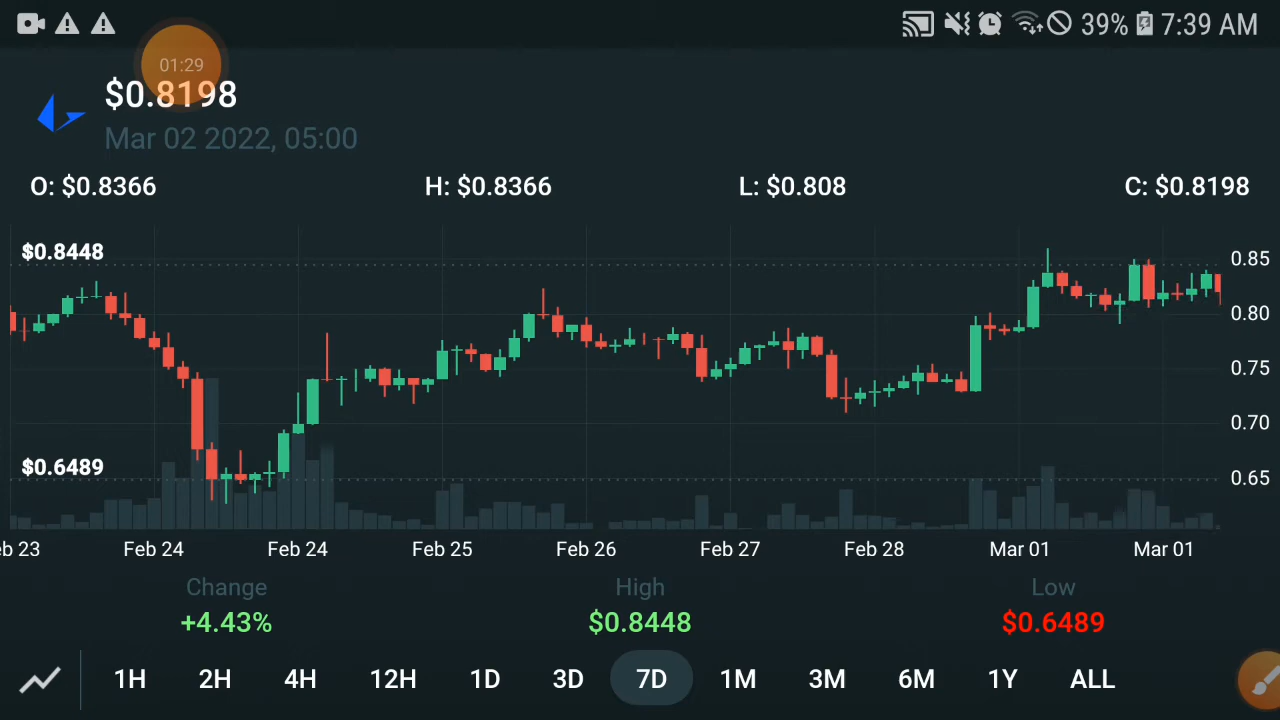 39% 7:39 AM
01:29
$0.8198
Mar 02 2022, 05:00
O: $0.8366 H: $0.8366 L: $0.808 C: $0.8198
$0.8448
0.85
0.80
0.75
0.70
$0.6489
0.65
eb 23 Feb 24 Feb 24 Feb 25 Feb 26 Feb 27 Feb 28 Mar 01 Mar 01
Change High Low
+4.43% $0.8448 $0.6489
1H 2H 4H 12H 1D 3D 7D 1M 3M 6M 1Y ALL